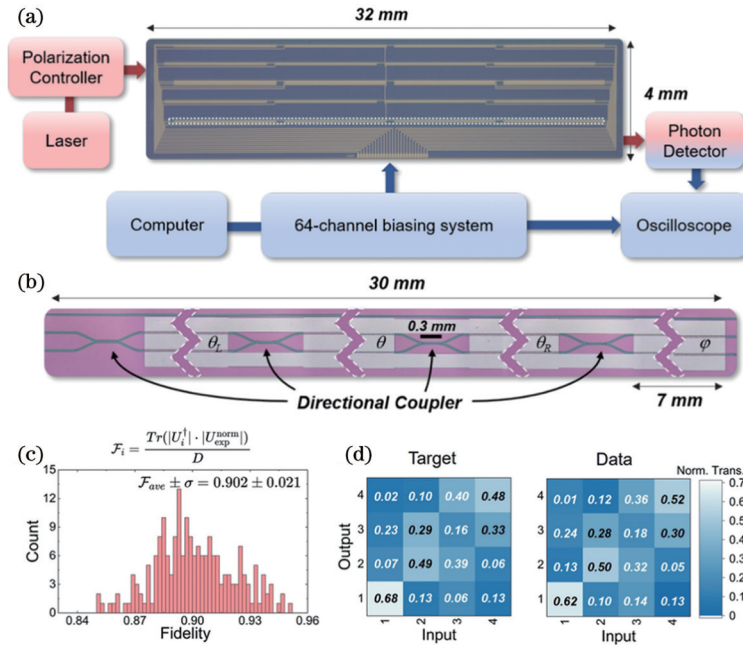 (a)
32 mm
Polarization
Controller
Laser
4 mm
Photon
Detector
Computer
64-channel biasing system
Oscilloscope
(b)
30 mm
0.3 mm
θL
θ
θR
φ
Directional Coupler
7 mm
(c)
ℱi = Tr(|Ui†| · |Uexpnorm|) / D
ℱave ± σ = 0.902 ± 0.021
Count
15
10
5
0
0.84
0.90
0.93
0.96
Fidelity
(d)
Target
Data
Norm. Trans.
Output
4
0.02 0.10 0.40 0.48
3
0.23 0.29 0.16 0.33
2
0.07 0.49 0.39 0.06
1
0.68 0.13 0.06 0.13
1 2 3 4
Input
4
0.01 0.12 0.36 0.52
3
0.24 0.28 0.18 0.30
2
0.13 0.50 0.32 0.05
1
0.62 0.10 0.14 0.13
1 2 3 4
Input
0.7
0.6
0.5
0.4
0.3
0.2
0.1
0